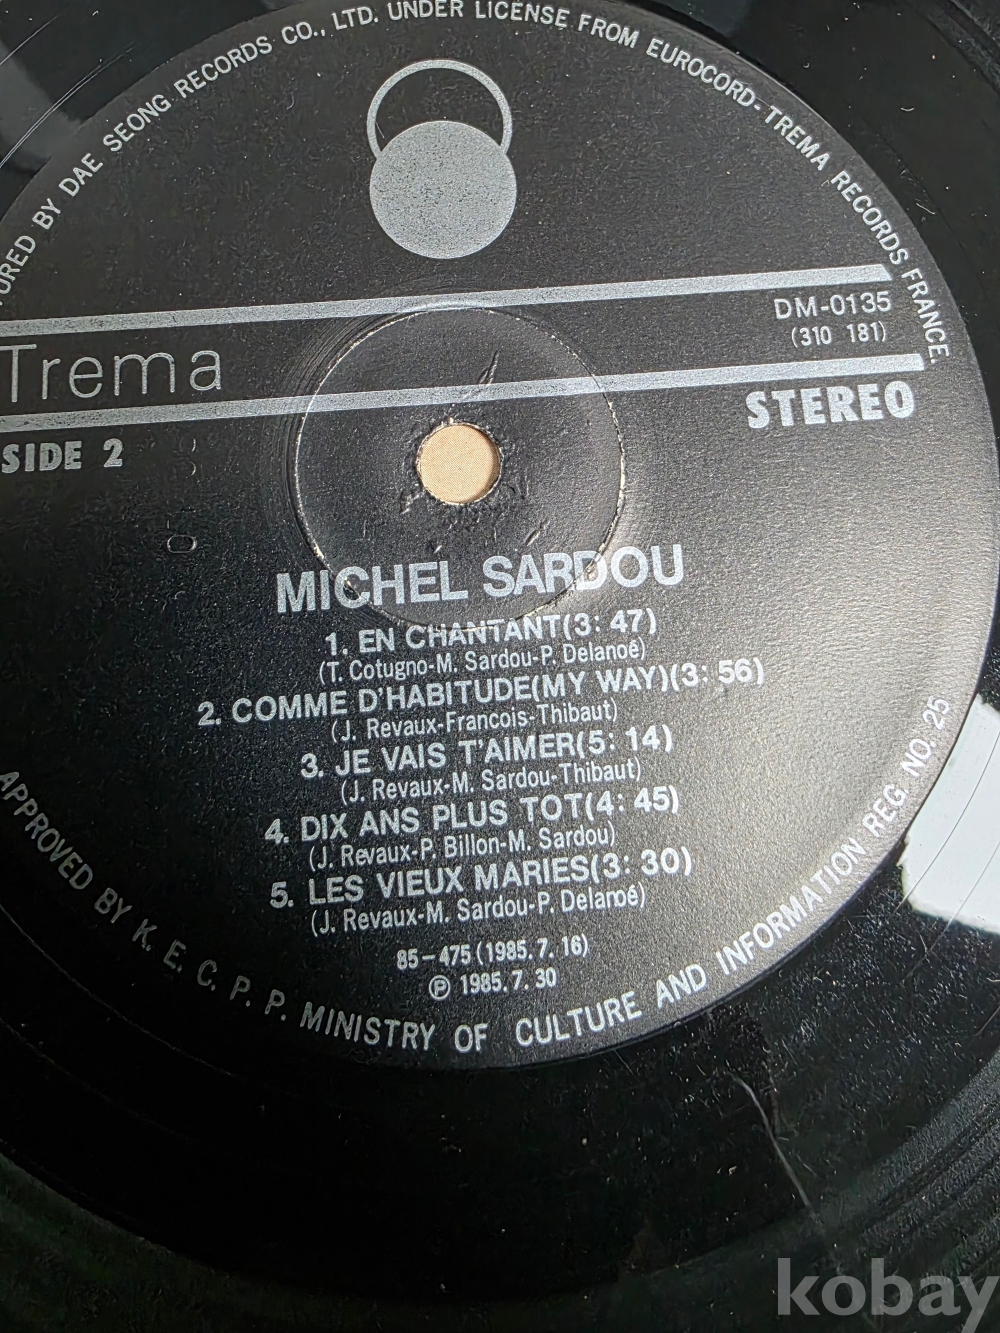 TURED BY DAE SEONG RECORDS CO., LTD. UNDER LICENSE FROM EUROCORD-TREMA RECORDS FRANCE.
DM-0135
(310 181)
Trema
STEREO
SIDE 2
MICHEL SARDOU
1. EN CHANTANT(3: 47)
(T. Cotugno-M. Sardou-P. Delanoë)
2. COMME D'HABITUDE(MY WAY)(3: 56)
(J. Revaux-Francois-Thibaut)
3. JE VAIS T'AIMER(5: 14)
(J. Revaux-M. Sardou-Thibaut)
4. DIX ANS PLUS TOT(4: 45)
(J. Revaux-P. Billon-M. Sardou)
5. LES VIEUX MARIES(3: 30)
(J. Revaux-M. Sardou-P. Delanoé)
85-475 (1985. 7. 16)
Ⓟ 1985. 7. 30
APPROVED BY K. E. C. P. P. MINISTRY OF CULTURE AND INFORMATION REG NO. 25
kobay